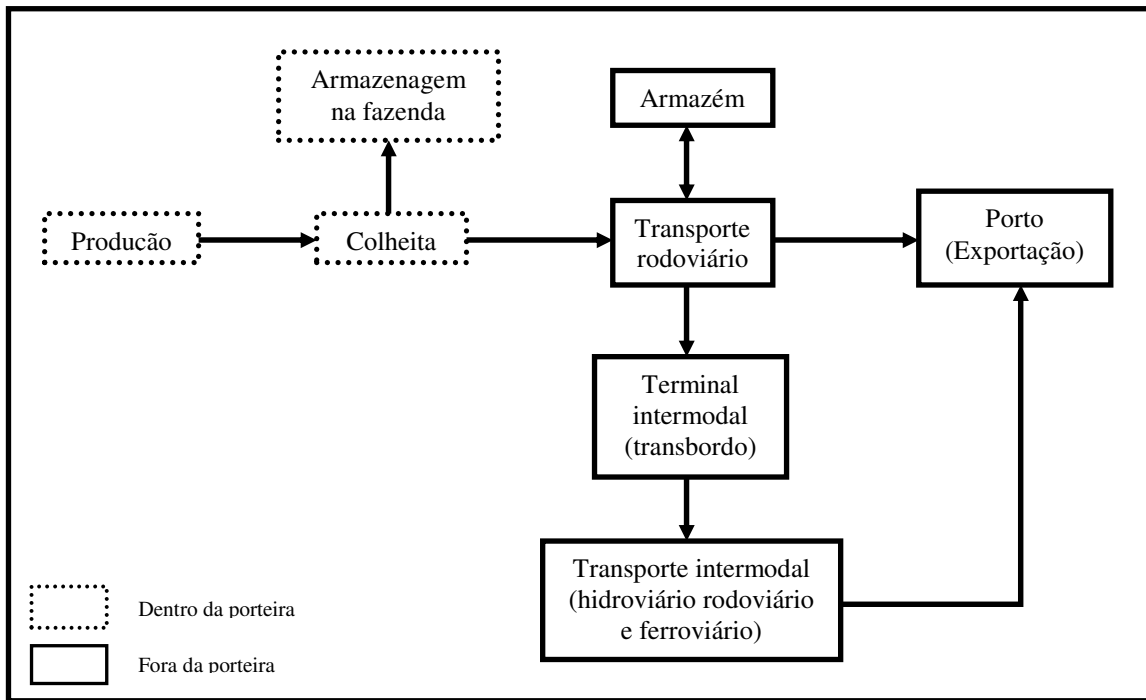 Armazenagem
na fazenda
Armazém
Producão
Colheita
Transporte
rodoviário
Porto
(Exportação)
Terminal
intermodal
(transbordo)
Transporte intermodal
(hidroviário rodoviário
e ferroviário)
Dentro da porteira
Fora da porteira